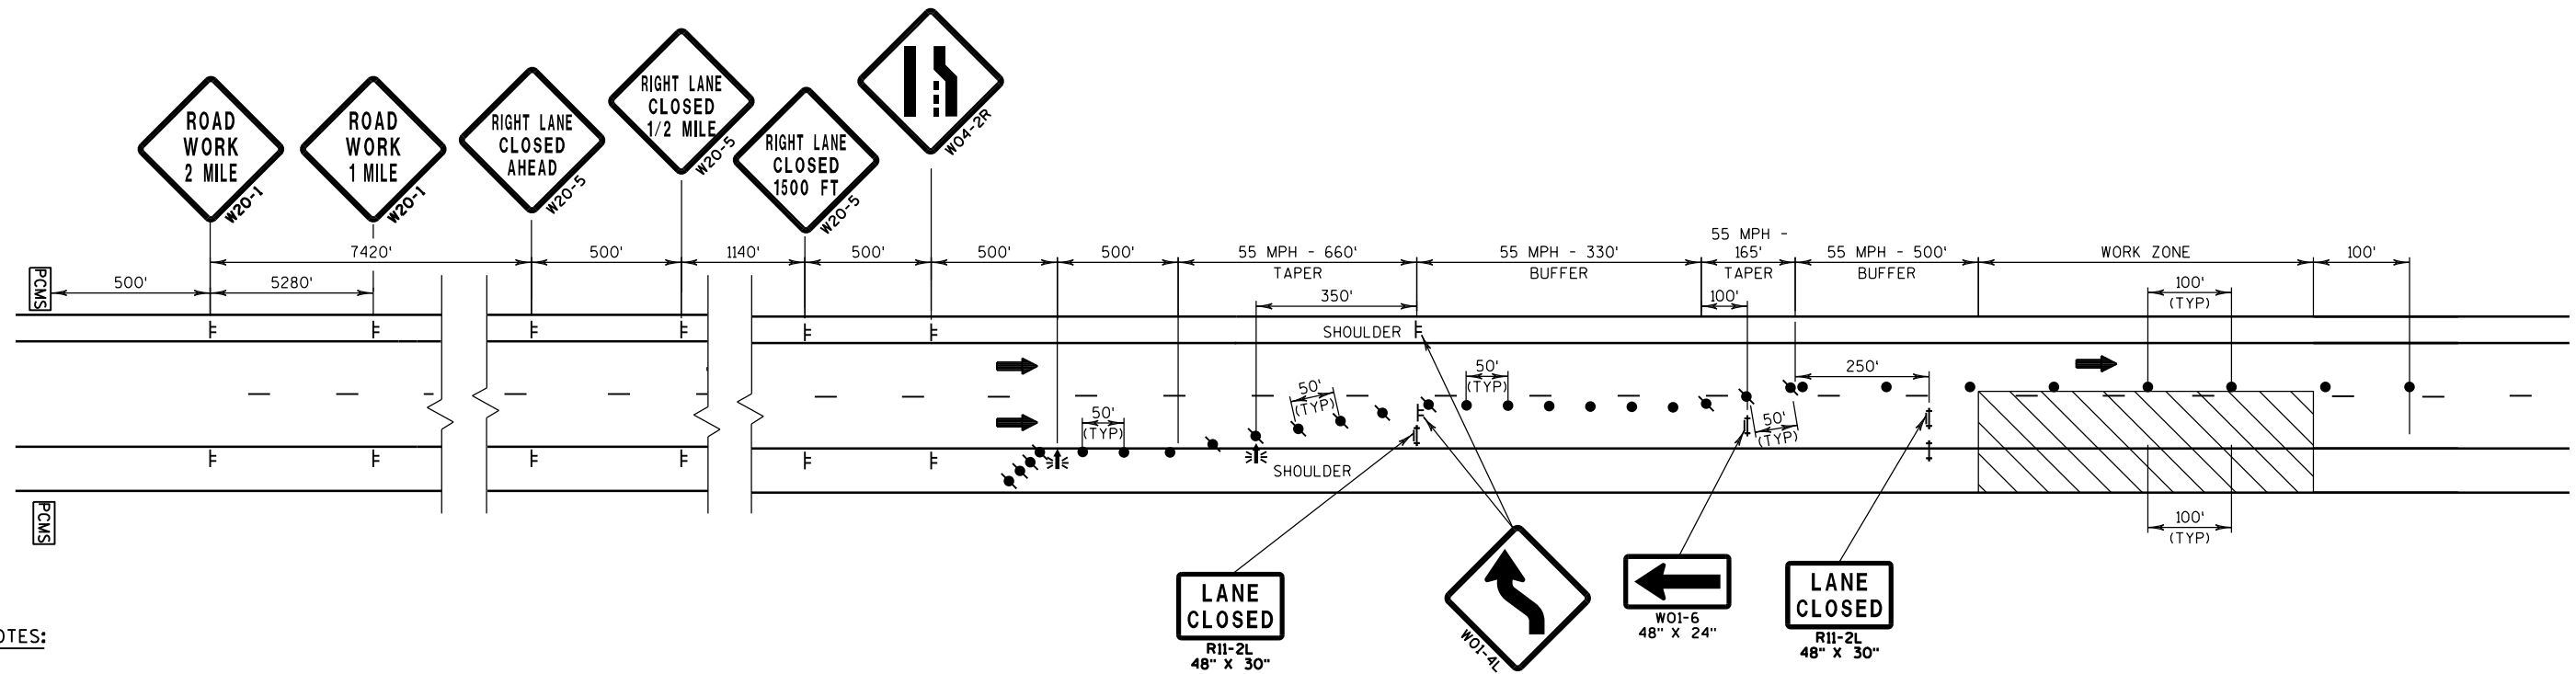 ROAD
WORK
2 MILE
W20-1
ROAD
WORK
1 MILE
W20-1
RIGHT LANE
CLOSED
AHEAD
W20-5
RIGHT LANE
CLOSED
1/2 MILE
W20-5
RIGHT LANE
CLOSED
1500 FT
W20-5
W04-2R
7420'
500'
1140'
500'
500'
500'
55 MPH - 660'
TAPER
55 MPH - 330'
BUFFER
55 MPH -
165'
TAPER
55 MPH - 500'
BUFFER
WORK ZONE
100'
PCMS
500'
5280'
350'
100'
100'
(TYP)
SHOULDER
50'
(TYP)
50'
(TYP)
50'
(TYP)
250'
50'
(TYP)
SHOULDER
PCMS
100'
(TYP)
LANE
CLOSED
R11-2L
48" X 30"
W01-4L
W01-6
48" X 24"
LANE
CLOSED
R11-2L
48" X 30"
OTES: